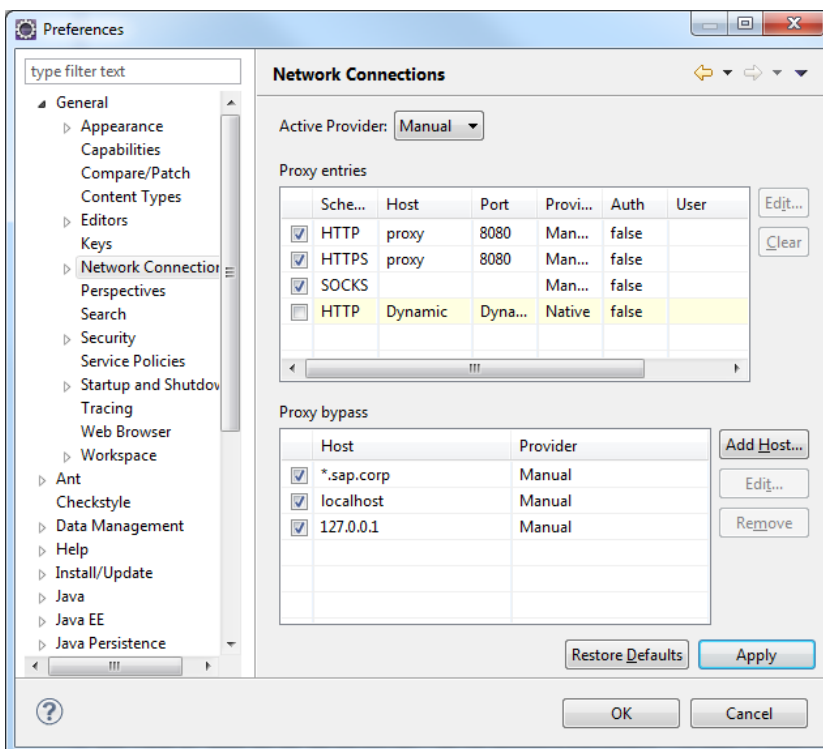 Preferences
type filter text
General
Appearance
Capabilities
Compare/Patch
Content Types
Editors
Keys
Network Connection
Perspectives
Search
Security
Service Policies
Startup and Shutdov
Tracing
Web Browser
Workspace
Ant
Checkstyle
Data Management
Help
Install/Update
Java
Java EE
Java Persistence
Network Connections
Active Provider: Manual
Proxy entries
Sche... Host Port Provi... Auth User
HTTP proxy 8080 Man... false
HTTPS proxy 8080 Man... false
SOCKS Man... false
HTTP Dynamic Dyna... Native false
Edit...
Clear
Proxy bypass
Host Provider
*.sap.corp Manual
localhost Manual
127.0.0.1 Manual
Add Host...
Edit...
Remove
Restore Defaults Apply
? OK Cancel